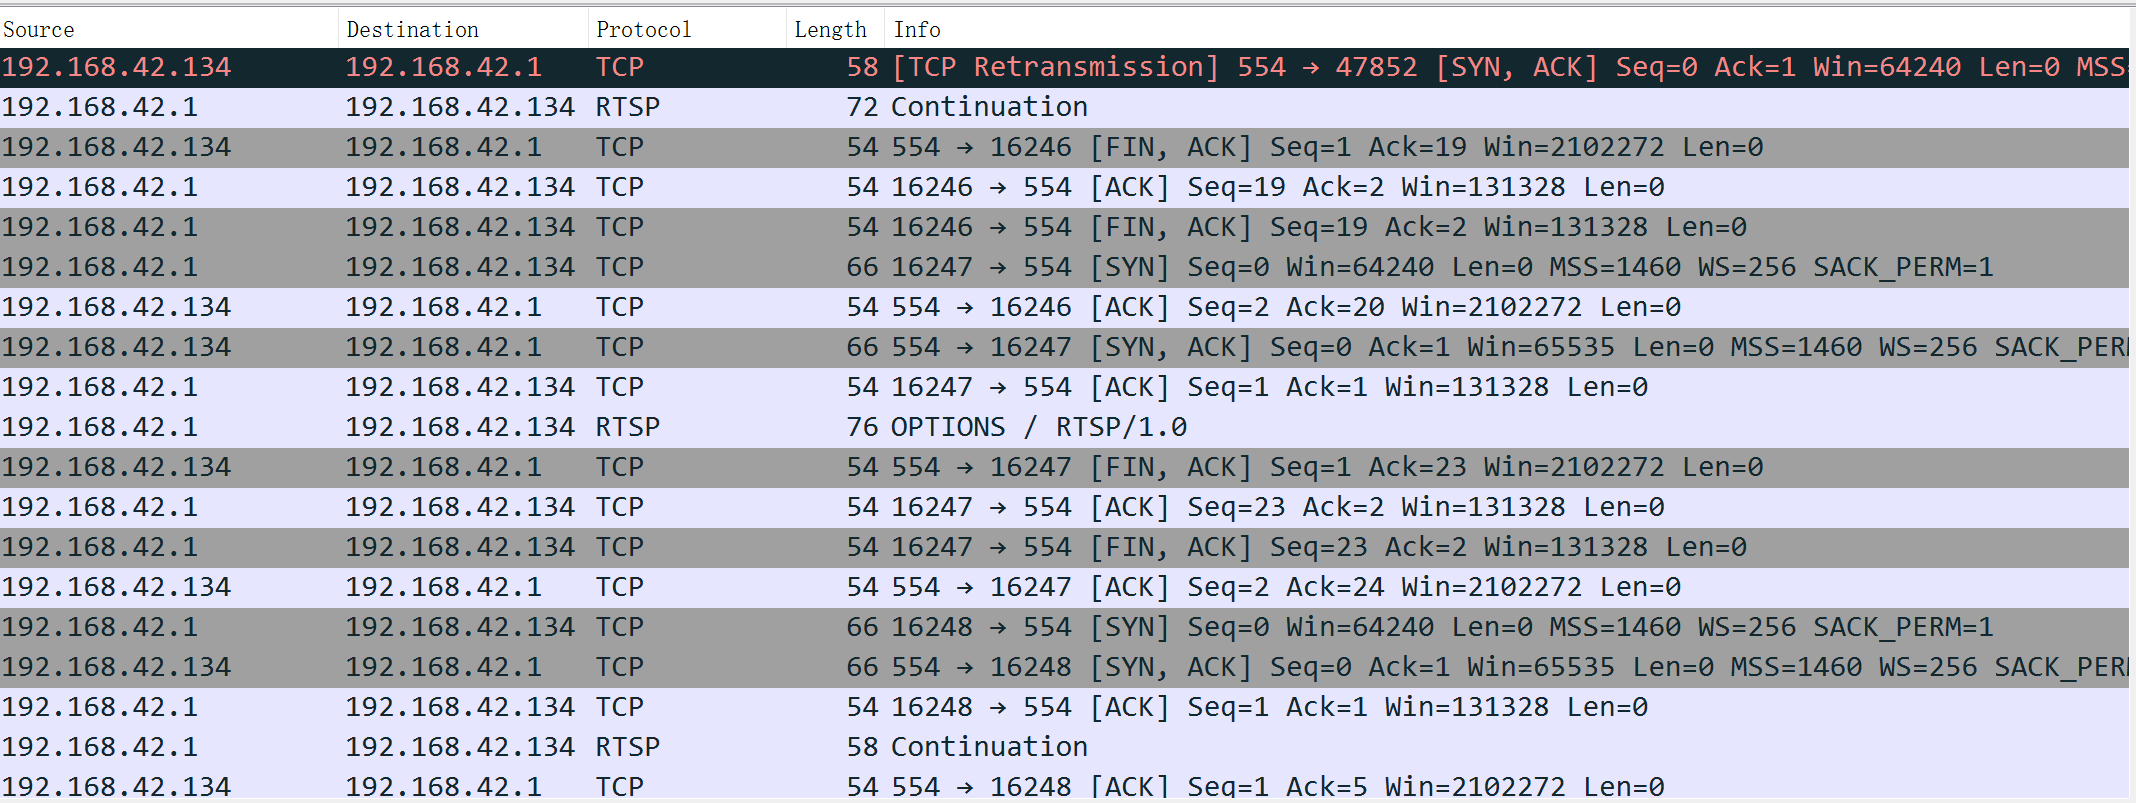 Source Destination Protocol Length Info
192.168.42.134 192.168.42.1 TCP 58 [TCP Retransmission] 554 → 47852 [SYN, ACK] Seq=0 Ack=1 Win=64240 Len=0 MSS
192.168.42.1 192.168.42.134 RTSP 72 Continuation
192.168.42.134 192.168.42.1 TCP 54 554 → 16246 [FIN, ACK] Seq=1 Ack=19 Win=2102272 Len=0
192.168.42.1 192.168.42.134 TCP 54 16246 → 554 [ACK] Seq=19 Ack=2 Win=131328 Len=0
192.168.42.1 192.168.42.134 TCP 54 16246 → 554 [FIN, ACK] Seq=19 Ack=2 Win=131328 Len=0
192.168.42.1 192.168.42.134 TCP 66 16247 → 554 [SYN] Seq=0 Win=64240 Len=0 MSS=1460 WS=256 SACK_PERM=1
192.168.42.134 192.168.42.1 TCP 54 554 → 16246 [ACK] Seq=2 Ack=20 Win=2102272 Len=0
192.168.42.134 192.168.42.1 TCP 66 554 → 16247 [SYN, ACK] Seq=0 Ack=1 Win=65535 Len=0 MSS=1460 WS=256 SACK_PER
192.168.42.1 192.168.42.134 TCP 54 16247 → 554 [ACK] Seq=1 Ack=1 Win=131328 Len=0
192.168.42.1 192.168.42.134 RTSP 76 OPTIONS / RTSP/1.0
192.168.42.134 192.168.42.1 TCP 54 554 → 16247 [FIN, ACK] Seq=1 Ack=23 Win=2102272 Len=0
192.168.42.1 192.168.42.134 TCP 54 16247 → 554 [ACK] Seq=23 Ack=2 Win=131328 Len=0
192.168.42.1 192.168.42.134 TCP 54 16247 → 554 [FIN, ACK] Seq=23 Ack=2 Win=131328 Len=0
192.168.42.134 192.168.42.1 TCP 54 554 → 16247 [ACK] Seq=2 Ack=24 Win=2102272 Len=0
192.168.42.1 192.168.42.134 TCP 66 16248 → 554 [SYN] Seq=0 Win=64240 Len=0 MSS=1460 WS=256 SACK_PERM=1
192.168.42.134 192.168.42.1 TCP 66 554 → 16248 [SYN, ACK] Seq=0 Ack=1 Win=65535 Len=0 MSS=1460 WS=256 SACK_PER
192.168.42.1 192.168.42.134 TCP 54 16248 → 554 [ACK] Seq=1 Ack=1 Win=131328 Len=0
192.168.42.1 192.168.42.134 RTSP 58 Continuation
192.168.42.134 192.168.42.1 TCP 54 554 → 16248 [ACK] Seq=1 Ack=5 Win=2102272 Len=0